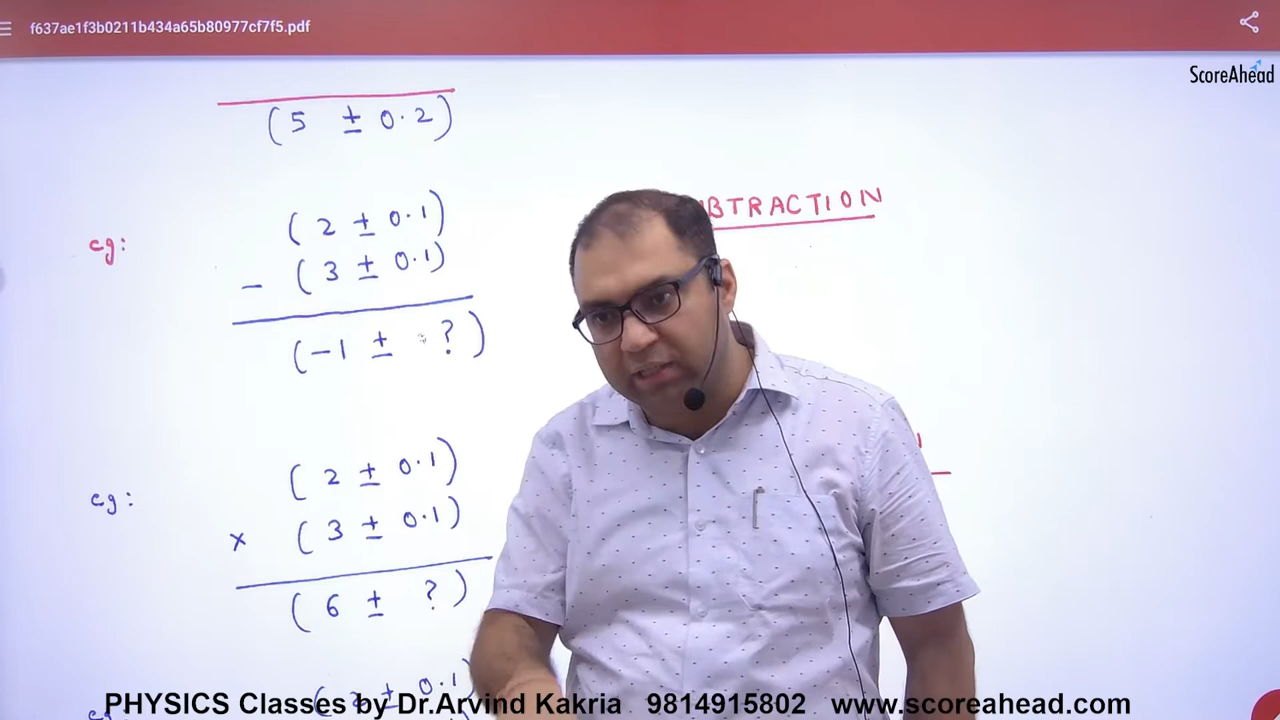 f637ae1f3b0211b434a65b80977cf7f5.pdf
ScoreAhead
(5 ± 0.2)
BTRACTION
eg: (2 ± 0.1)
- (3 ± 0.1)
(-1 ± ?)
eg: (2 ± 0.1)
× (3 ± 0.1)
(6 ± ?)
PHYSICS Classes by Dr.Arvind Kakria 9814915802 www.scoreahead.com